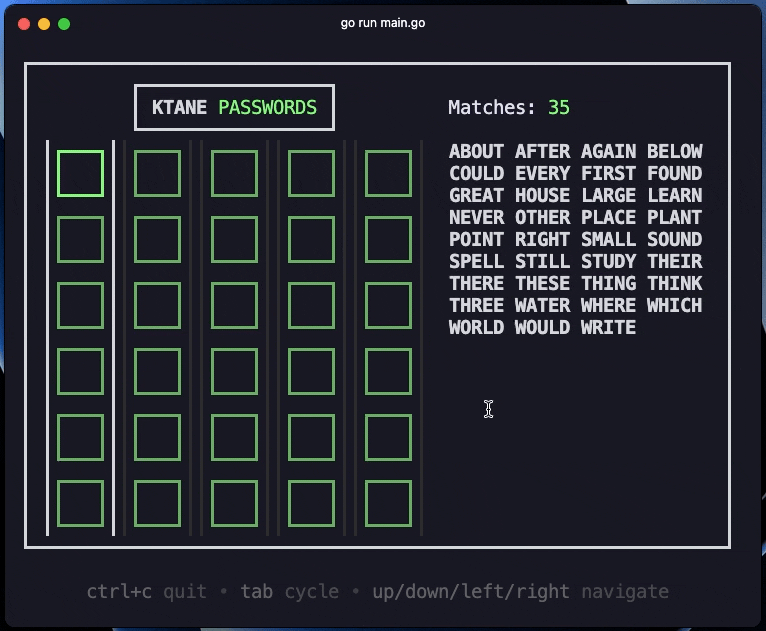 go run main.go
KTANE PASSWORDS
Matches: 35
ABOUT AFTER AGAIN BELOW
COULD EVERY FIRST FOUND
GREAT HOUSE LARGE LEARN
NEVER OTHER PLACE PLANT
POINT RIGHT SMALL SOUND
SPELL STILL STUDY THEIR
THERE THESE THING THINK
THREE WATER WHERE WHICH
WORLD WOULD WRITE
ctrl+c quit • tab cycle • up/down/left/right navigate